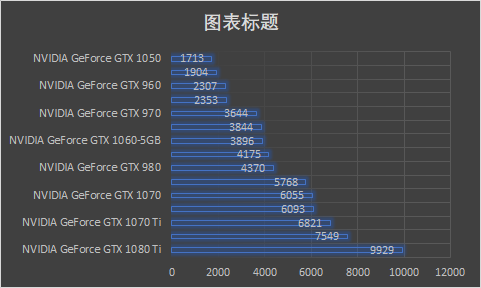 图表标题
NVIDIA GeForce GTX 1050
1713
1904
NVIDIA GeForce GTX 960
2307
2353
NVIDIA GeForce GTX 970
3644
3844
NVIDIA GeForce GTX 1060-5GB
3896
4175
NVIDIA GeForce GTX 980
4370
5768
NVIDIA GeForce GTX 1070
6055
6093
NVIDIA GeForce GTX 1070 Ti
6821
7549
NVIDIA GeForce GTX 1080 Ti
9929
0 2000 4000 6000 8000 10000 12000